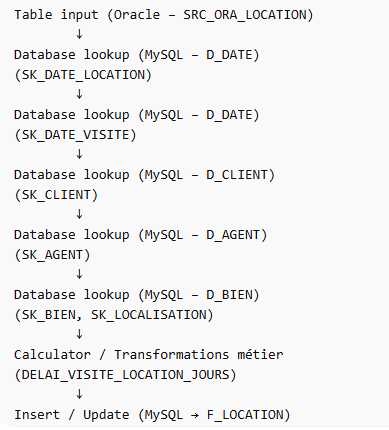 Table input (Oracle – SRC_ORA_LOCATION)
↓
Database lookup (MySQL – D_DATE)
(SK_DATE_LOCATION)
↓
Database lookup (MySQL – D_DATE)
(SK_DATE_VISITE)
↓
Database lookup (MySQL – D_CLIENT)
(SK_CLIENT)
↓
Database lookup (MySQL – D_AGENT)
(SK_AGENT)
↓
Database lookup (MySQL – D_BIEN)
(SK_BIEN, SK_LOCALISATION)
↓
Calculator / Transformations métier
(DELAI_VISITE_LOCATION_JOURS)
↓
Insert / Update (MySQL → F_LOCATION)